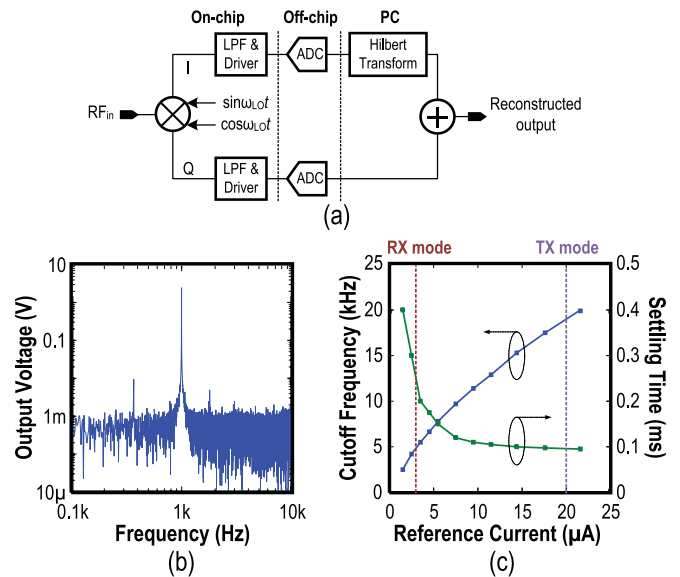 On-chip Off-chip PC
LPF & Driver
ADC
Hilbert Transform
I
RFin
sinωLOt
cosωLOt
Reconstructed output
Q
LPF & Driver
ADC
(a)
10
0.1
1m
10μ
0.1k 1k 10k
Output Voltage (V)
Frequency (Hz)
(b)
RX mode TX mode
25
20
15
10
5
0
0.5
0.4
0.3
0.2
0.1
0
0 5 10 15 20 25
Cutoff Frequency (kHz)
Settling Time (ms)
Reference Current (μA)
(c)